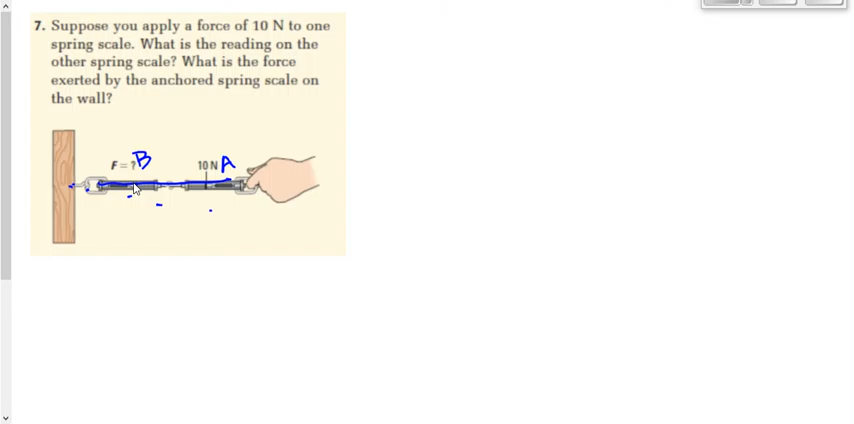 7. Suppose you apply a force of 10 N to one
spring scale. What is the reading on the
other spring scale? What is the force
exerted by the anchored spring scale on
the wall?
F = ? B 10 N A